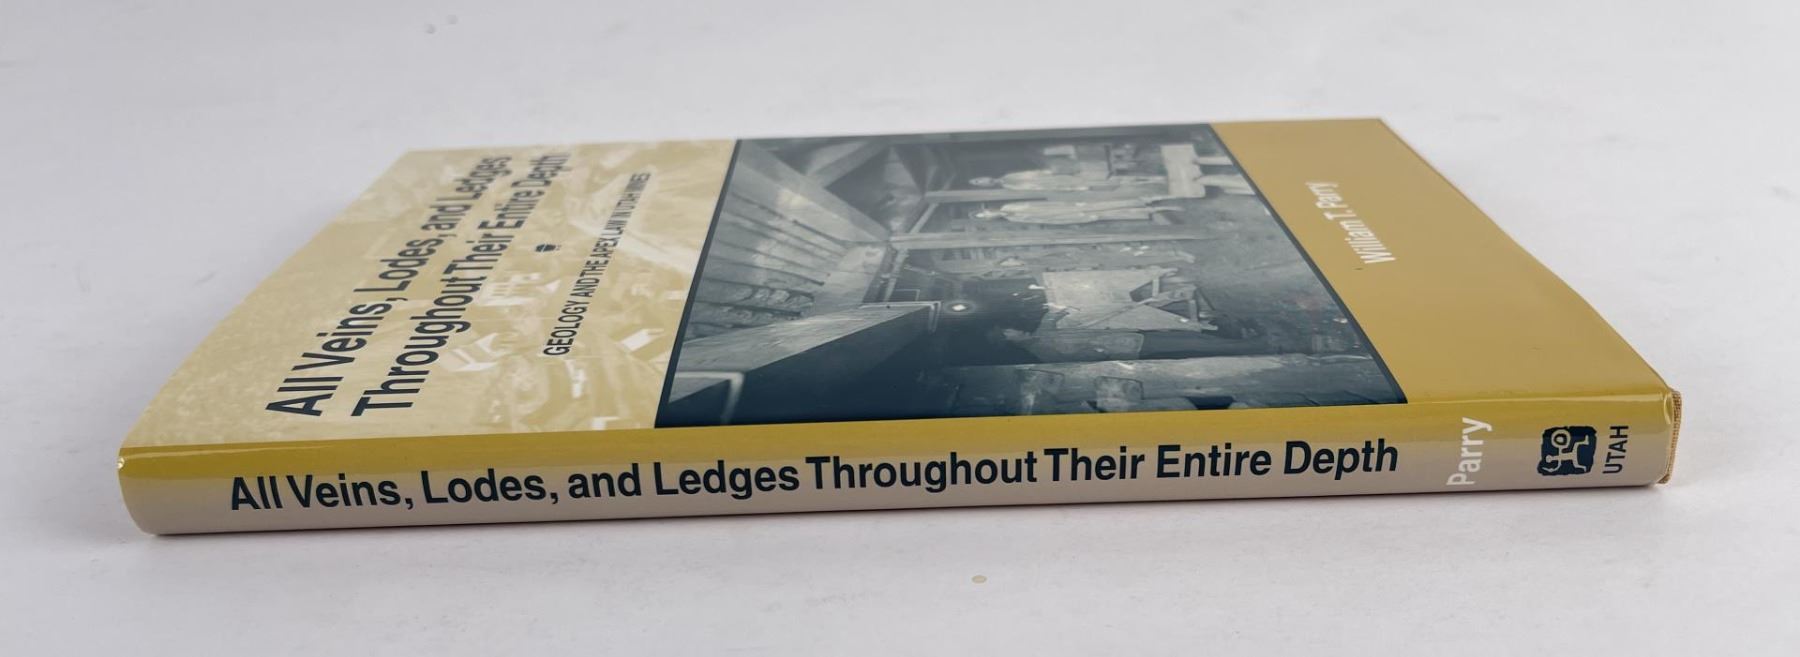 All Veins, Lodes, and Ledges
Throughout Their Entire Depth
GEOLOGY AND THE APEX LAW IN UTAH MINES
William T. Parry
All Veins, Lodes, and Ledges Throughout Their Entire Depth
Parry
UTAH